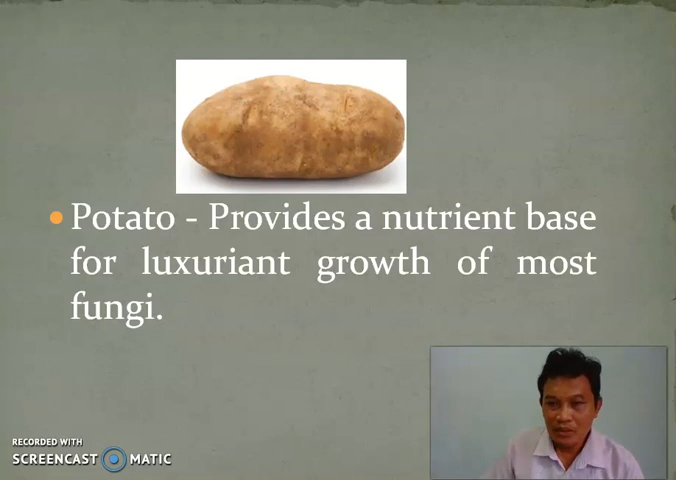 Potato - Provides a nutrient base
for luxuriant growth of most
fungi.
RECORDED WITH
SCREENCAST MATIC